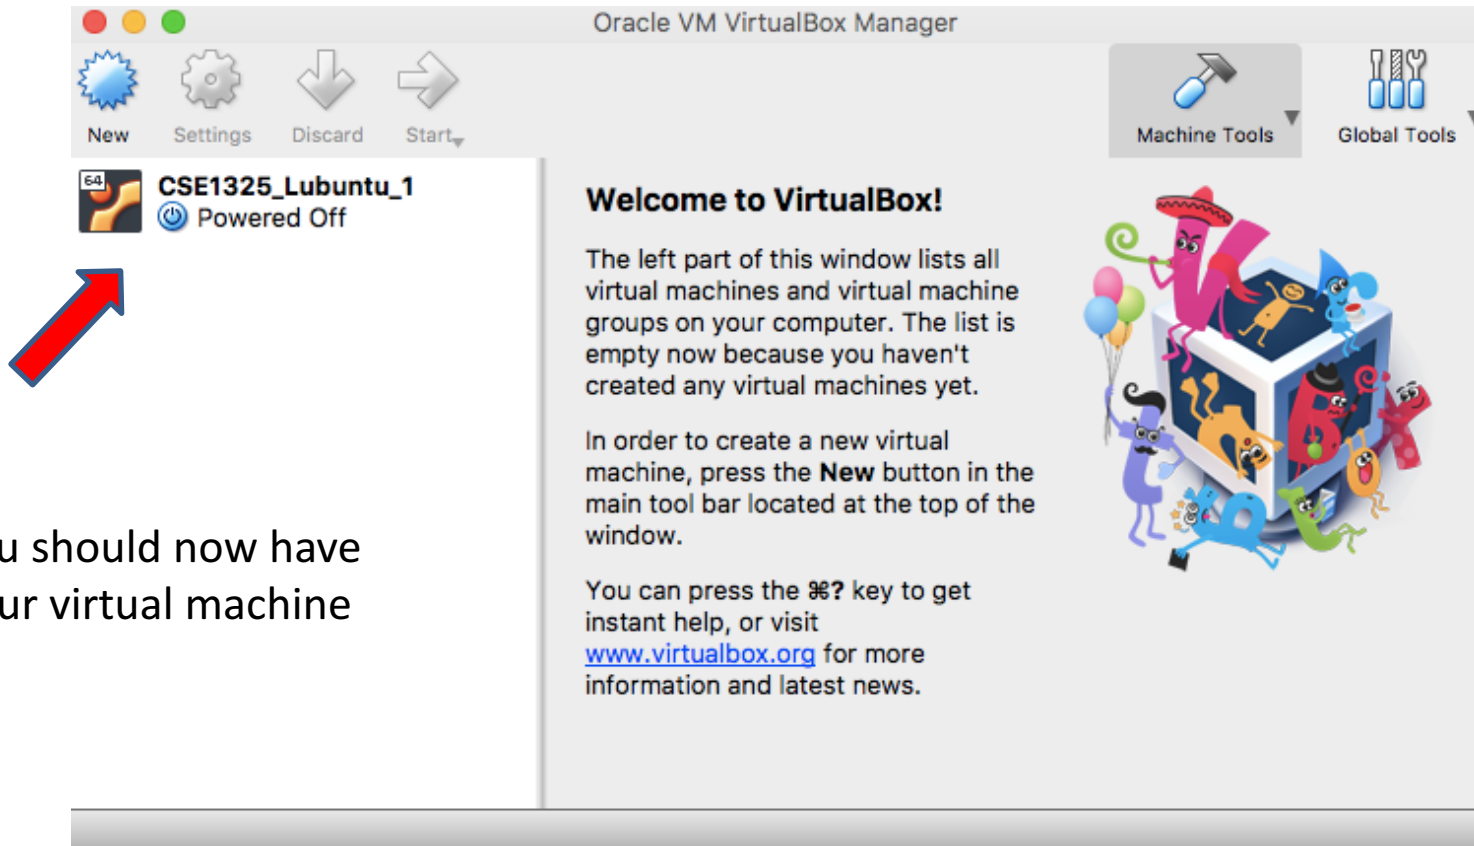 Oracle VM VirtualBox Manager
New
Settings
Discard
Start
Machine Tools
Global Tools
64
CSE1325_Lubuntu_1
Powered Off
Welcome to VirtualBox!
The left part of this window lists all
virtual machines and virtual machine
groups on your computer. The list is
empty now because you haven't
created any virtual machines yet.
In order to create a new virtual
machine, press the New button in the
main tool bar located at the top of the
window.
You can press the ⌘? key to get
instant help, or visit
www.virtualbox.org for more
information and latest news.
u should now have
ur virtual machine